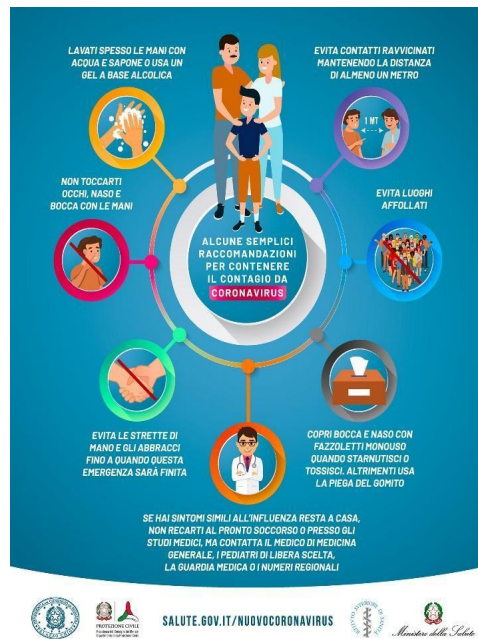 LAVATI SPESSO LE MANI CON
ACQUA E SAPONE O USA UN
GEL A BASE ALCOLICA
EVITA CONTATTI RAVVICINATI
MANTENENDO LA DISTANZA
DI ALMENO UN METRO
1 MT
NON TOCCARTI
OCCHI, NASO E
BOCCA CON LE MANI
EVITA LUOGHI
AFFOLLATI
ALCUNE SEMPLICI
RACCOMANDAZIONI
PER CONTENERE
IL CONTAGIO DA
CORONAVIRUS
EVITA LE STRETTE DI
MANO E GLI ABBRACCI
FINO A QUANDO QUESTA
EMERGENZA SARÀ FINITA
COPRI BOCCA E NASO CON
FAZZOLETTI MONOUSO
QUANDO STARNUTISCI O
TOSSISCI. ALTRIMENTI USA
LA PIEGA DEL GOMITO
SE HAI SINTOMI SIMILI ALL'INFLUENZA RESTA A CASA,
NON RECARTI AL PRONTO SOCCORSO O PRESSO GLI
STUDI MEDICI, MA CONTATTA IL MEDICO DI MEDICINA
GENERALE, I PEDIATRI DI LIBERA SCELTA,
LA GUARDIA MEDICA O I NUMERI REGIONALI
PROTEZIONE CIVILE
SALUTE.GOV.IT/NUOVOCORONAVIRUS
Ministero della Salute